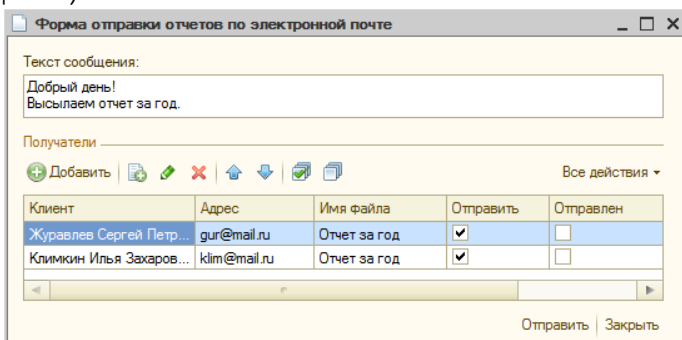 Форма отправки отчетов по электронной почте
Текст сообщения:
Добрый день!
Высылаем отчет за год.
Получатели
Добавить Все действия
Клиент Адрес Имя файла Отправить Отправлен
Журавлев Сергей Петр... gur@mail.ru Отчет за год
Климкин Илья Захаров... klim@mail.ru Отчет за год
Отправить Закрыть